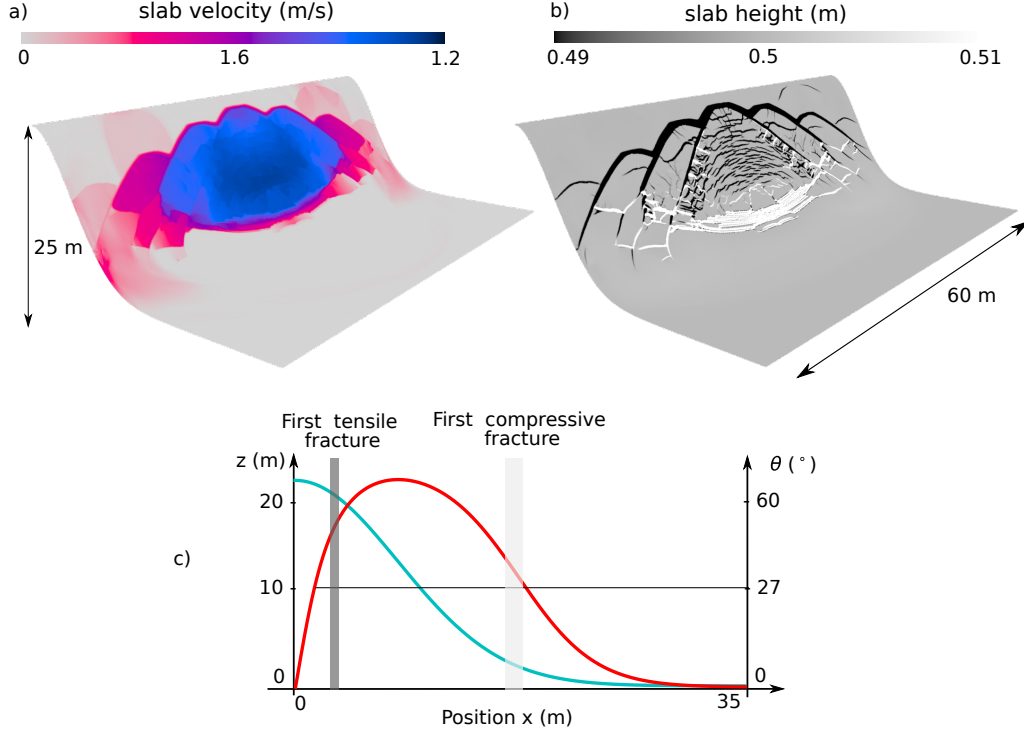 a)
slab velocity (m/s)
0
1.6
1.2
25 m
b)
slab height (m)
0.49
0.5
0.51
60 m
c)
First tensile
fracture
First compressive
fracture
z (m)
θ (°)
20
60
10
27
0
0
0
35
Position x (m)